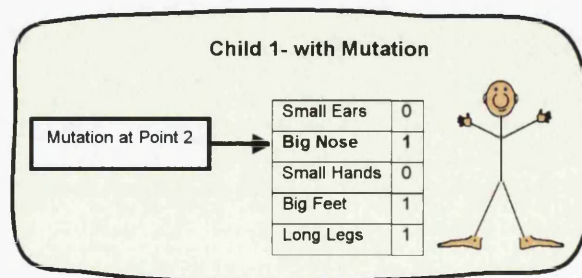 Child 1- with Mutation
Mutation at Point 2
Small Ears 0
Big Nose 1
Small Hands 0
Big Feet 1
Long Legs 1